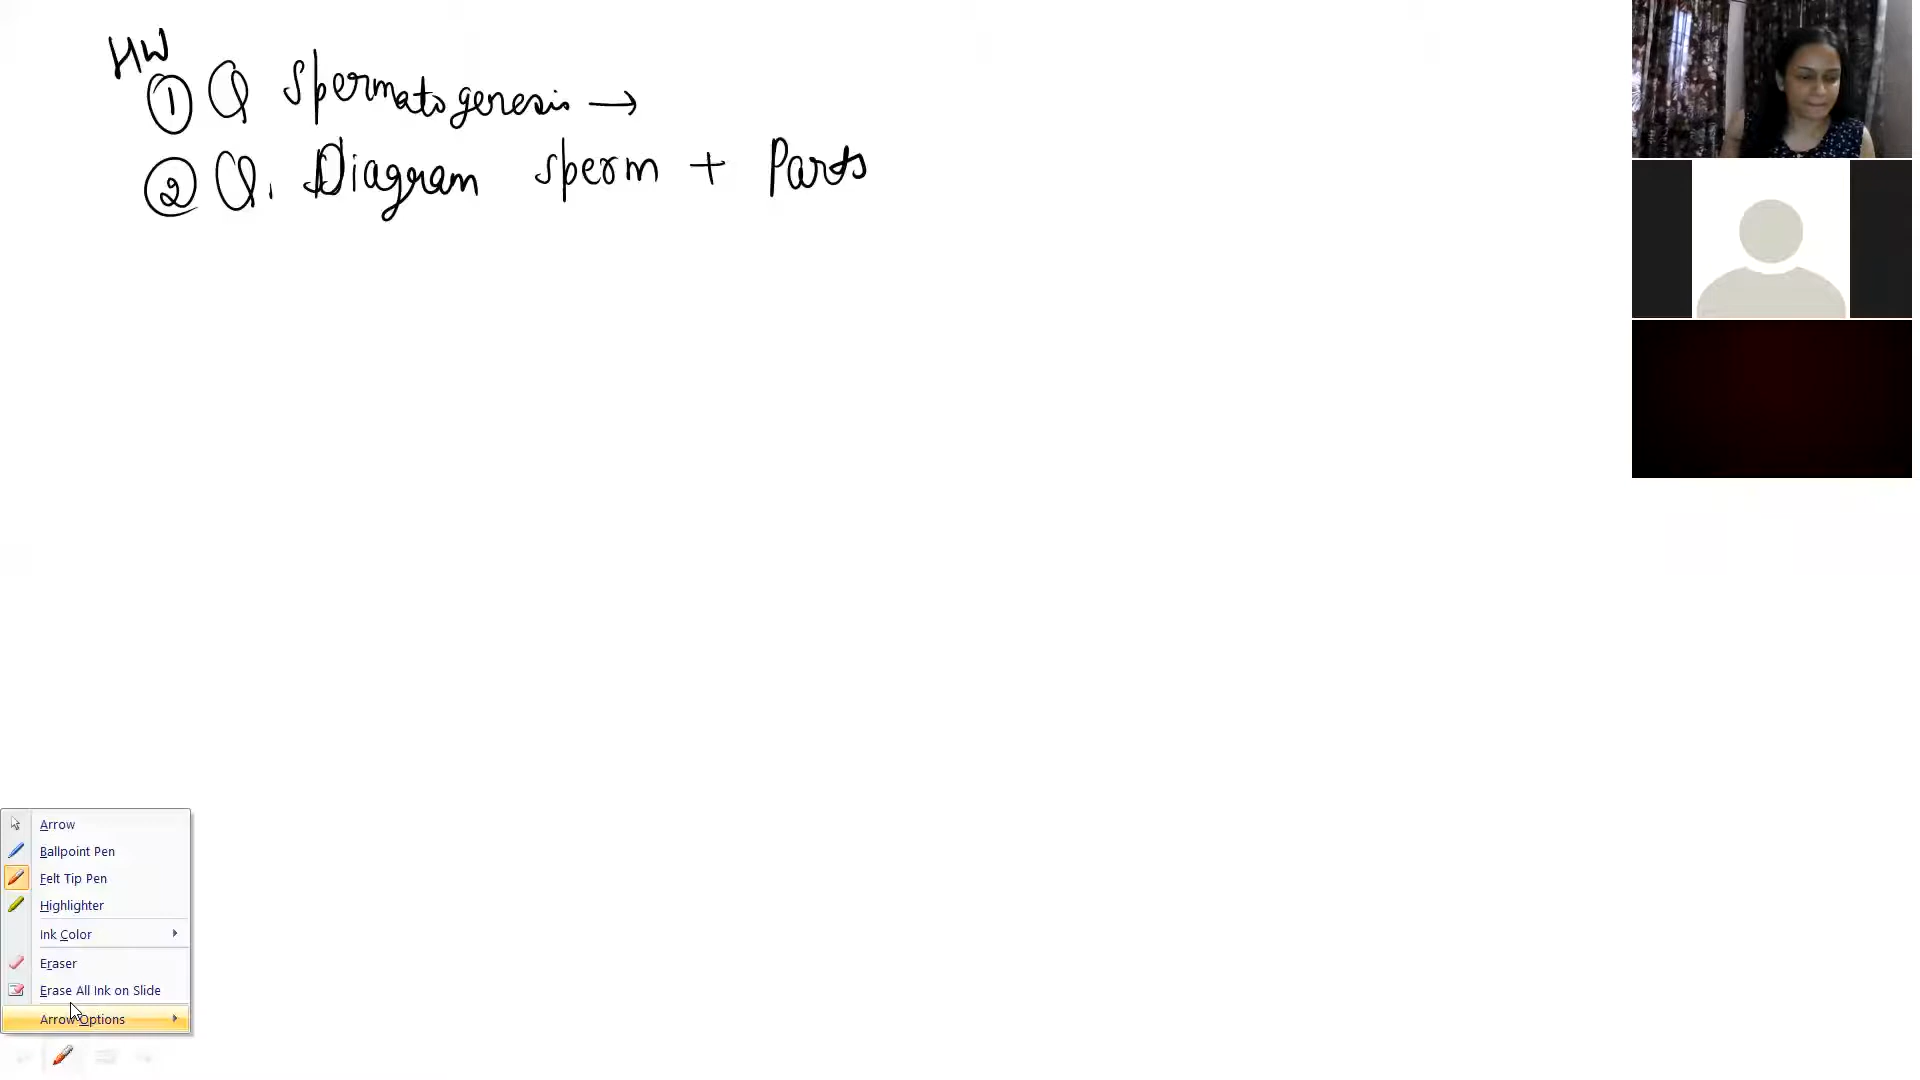 HW
① Q Spermatogenesis →
② Q. Diagram sperm + Parts
Arrow
Ballpoint Pen
Felt Tip Pen
Highlighter
Ink Color
Eraser
Erase All Ink on Slide
Arrow Options